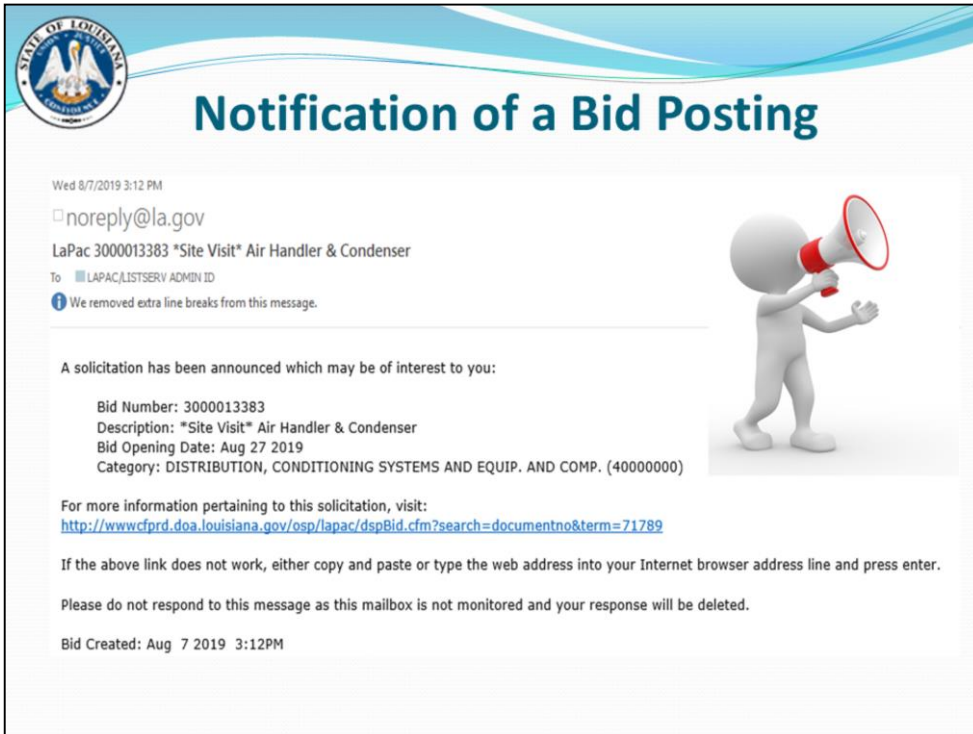 STATE OF LOUISIANA
UNION · JUSTICE
CONFIDENCE
Notification of a Bid Posting
Wed 8/7/2019 3:12 PM
noreply@la.gov
LaPac 3000013383 *Site Visit* Air Handler & Condenser
To LAPAC/LISTSERV ADMIN ID
We removed extra line breaks from this message.
A solicitation has been announced which may be of interest to you:
Bid Number: 3000013383
Description: *Site Visit* Air Handler & Condenser
Bid Opening Date: Aug 27 2019
Category: DISTRIBUTION, CONDITIONING SYSTEMS AND EQUIP. AND COMP. (40000000)
For more information pertaining to this solicitation, visit:
http://wwwcfprd.doa.louisiana.gov/osp/lapac/dspBid.cfm?search=documentno&term=71789
If the above link does not work, either copy and paste or type the web address into your Internet browser address line and press enter.
Please do not respond to this message as this mailbox is not monitored and your response will be deleted.
Bid Created: Aug 7 2019 3:12PM